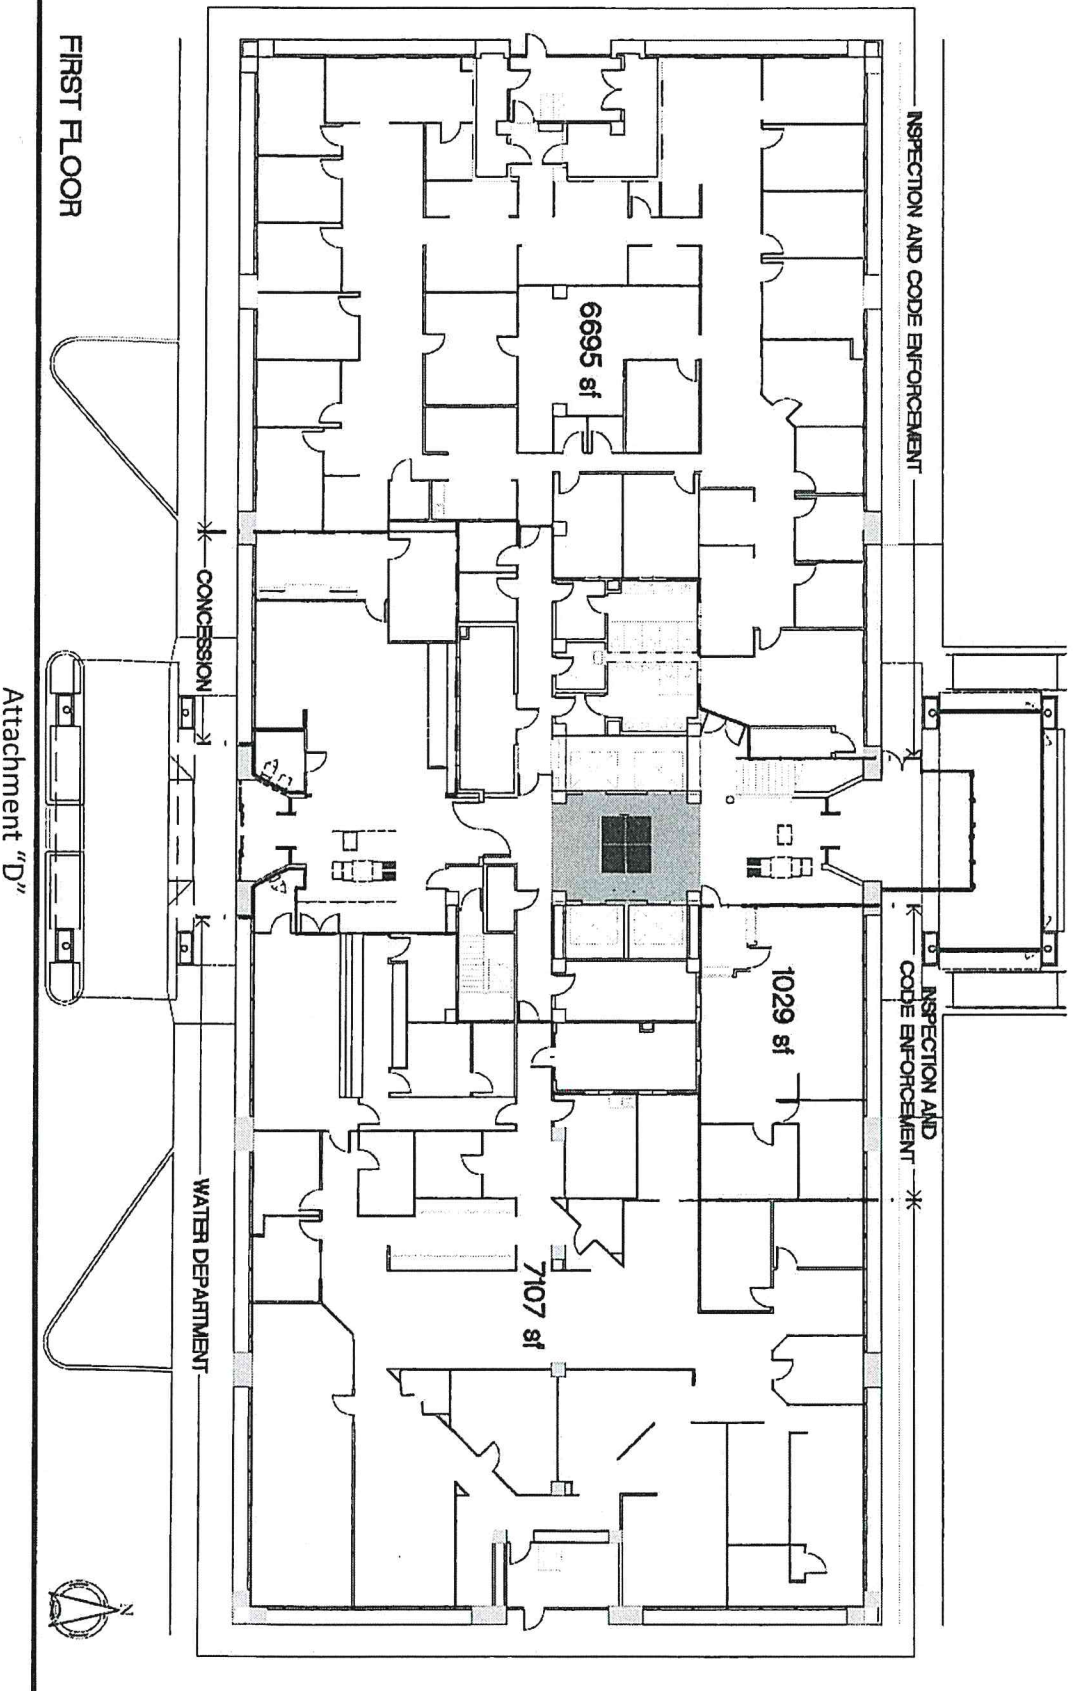 INSPECTION AND CODE ENFORCEMENT
INSPECTION AND
CODE ENFORCEMENT
6695 sf
1029 sf
7107 sf
CONCESSION
WATER DEPARTMENT
FIRST FLOOR
N
Attachment "D"